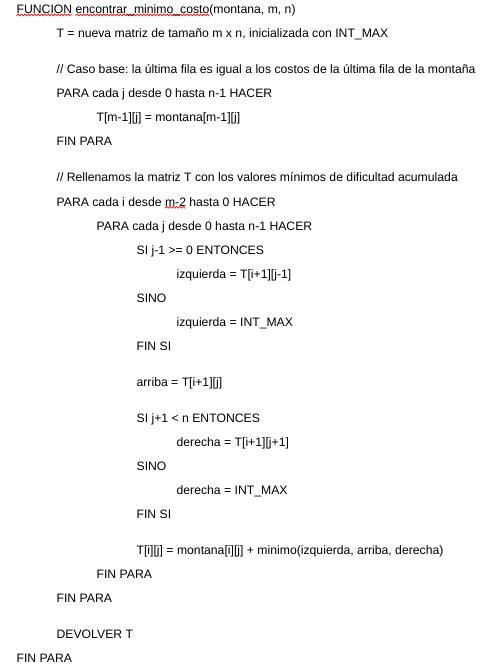 FUNCION encontrar_minimo_costo(montana, m, n)
T = nueva matriz de tamaño m x n, inicializada con INT_MAX
// Caso base: la última fila es igual a los costos de la última fila de la montaña
PARA cada j desde 0 hasta n-1 HACER
T[m-1][j] = montana[m-1][j]
FIN PARA
// Rellenamos la matriz T con los valores mínimos de dificultad acumulada
PARA cada i desde m-2 hasta 0 HACER
PARA cada j desde 0 hasta n-1 HACER
SI j-1 >= 0 ENTONCES
izquierda = T[i+1][j-1]
SINO
izquierda = INT_MAX
FIN SI
arriba = T[i+1][j]
SI j+1 < n ENTONCES
derecha = T[i+1][j+1]
SINO
derecha = INT_MAX
FIN SI
T[i][j] = montana[i][j] + minimo(izquierda, arriba, derecha)
FIN PARA
FIN PARA
DEVOLVER T
FIN PARA